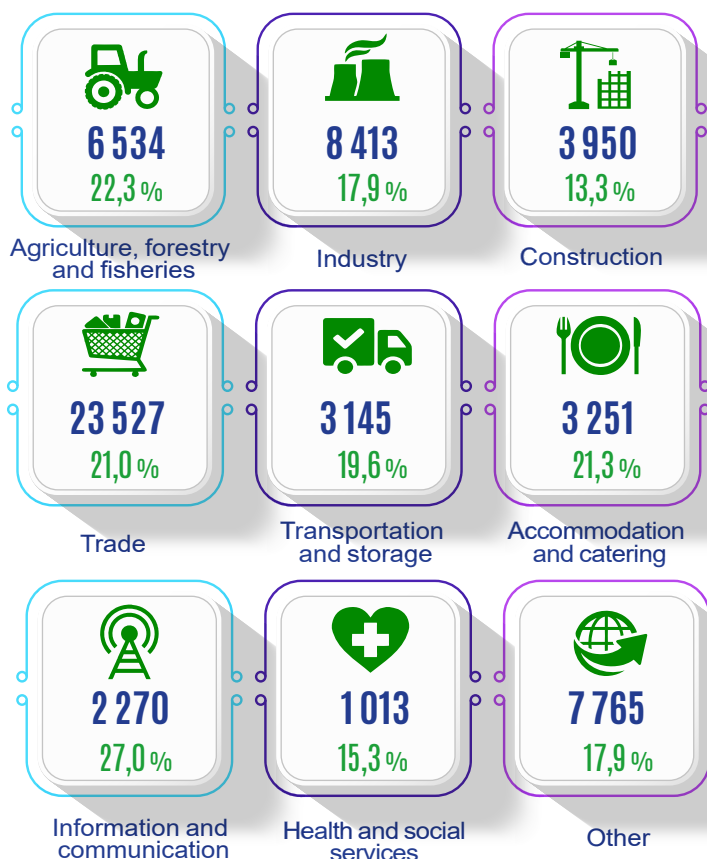 6 534
22,3 %
Agriculture, forestry
and fisheries
8 413
17,9 %
Industry
3 950
13,3 %
Construction
23 527
21,0 %
Trade
3 145
19,6 %
Transportation
and storage
3 251
21,3 %
Accommodation
and catering
2 270
27,0 %
Information and
communication
1 013
15,3 %
Health and social
services
7 765
17,9 %
Other